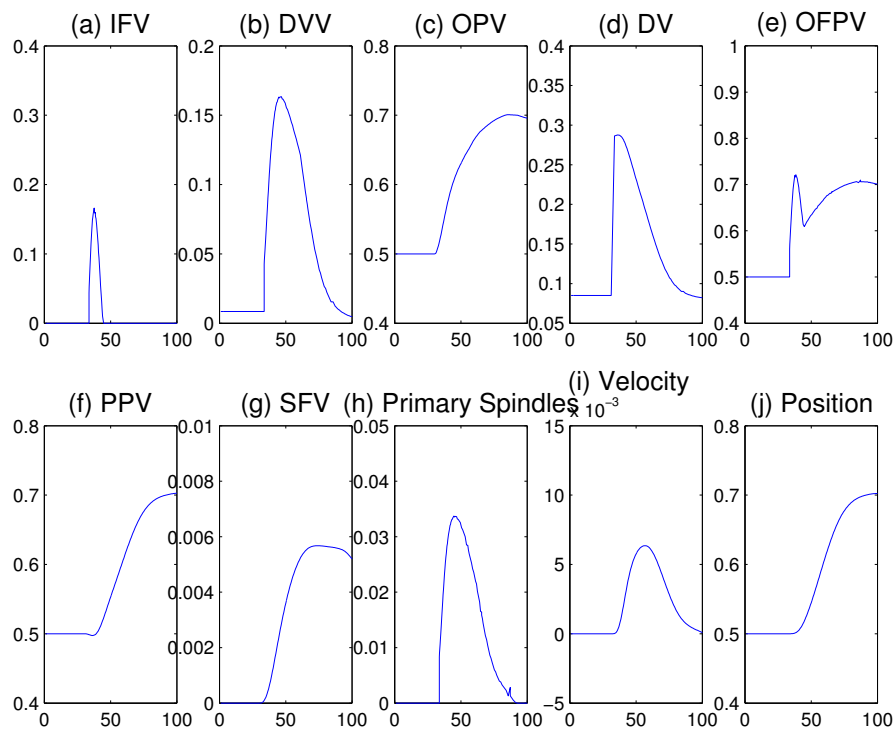 (a) IFV
0.4
0.3
0.2
0.1
0
0 50 100
(b) DVV
0.2
0.15
0.1
0.05
0
0 50 100
(c) OPV
0.8
0.7
0.6
0.5
0.4
0 50 100
(d) DV
0.4
0.35
0.3
0.25
0.2
0.15
0.1
0.05
0 50 100
(e) OFPV
1
0.9
0.8
0.7
0.6
0.5
0.4
0 50 100
(f) PPV
0.8
0.7
0.6
0.5
0.4
0 50 100
(g) SFV
0.01
0.008
0.006
0.004
0.002
0
0 50 100
(h) Primary Spindles
0.05
0.04
0.03
0.02
0.01
0
0 50 100
(i) Velocity
x 10⁻³
15
10
5
0
−5
0 50 100
(j) Position
0.8
0.7
0.6
0.5
0.4
0 50 100